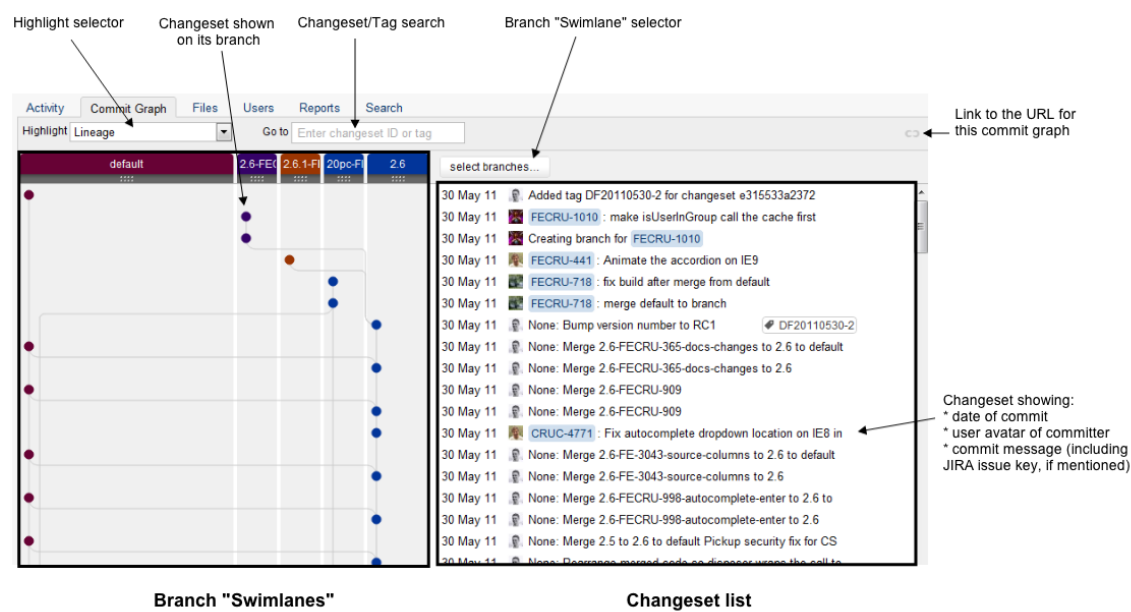 Highlight selector
Changeset shown
on its branch
Changeset/Tag search
Branch "Swimlane" selector
Activity
Commit Graph
Files
Users
Reports
Search
Link to the URL for
this commit graph
Highlight
Lineage
Go to
Enter changeset ID or tag
default
2.6-FEC
2.6.1-FI
20pc-FI
2.6
select branches...
30 May 11 Added tag DF20110530-2 for changeset e315533a2372
30 May 11 FECRU-1010 : make isUserInGroup call the cache first
30 May 11 Creating branch for FECRU-1010
30 May 11 FECRU-441 : Animate the accordion on IE9
30 May 11 FECRU-718 : fix build after merge from default
30 May 11 FECRU-718 : merge default to branch
30 May 11 None: Bump version number to RC1 DF20110530-2
30 May 11 None: Merge 2.6-FECRU-365-docs-changes to 2.6 to default
30 May 11 None: Merge 2.6-FECRU-365-docs-changes to 2.6
30 May 11 None: Merge 2.6-FECRU-909
30 May 11 None: Merge 2.6-FECRU-909
30 May 11 CRUC-4771 : Fix autocomplete dropdown location on IE8 in
30 May 11 None: Merge 2.6-FE-3043-source-columns to 2.6 to default
30 May 11 None: Merge 2.6-FE-3043-source-columns to 2.6
30 May 11 None: Merge 2.6-FECRU-998-autocomplete-enter to 2.6 to
30 May 11 None: Merge 2.6-FECRU-998-autocomplete-enter to 2.6
30 May 11 None: Merge 2.5 to 2.6 to default Pickup security fix for CS
30 May 11 None: Rearrange merged code so disposer wraps the call to
Changeset showing:
* date of commit
* user avatar of committer
* commit message (including
JIRA issue key, if mentioned)
Branch "Swimlanes"
Changeset list